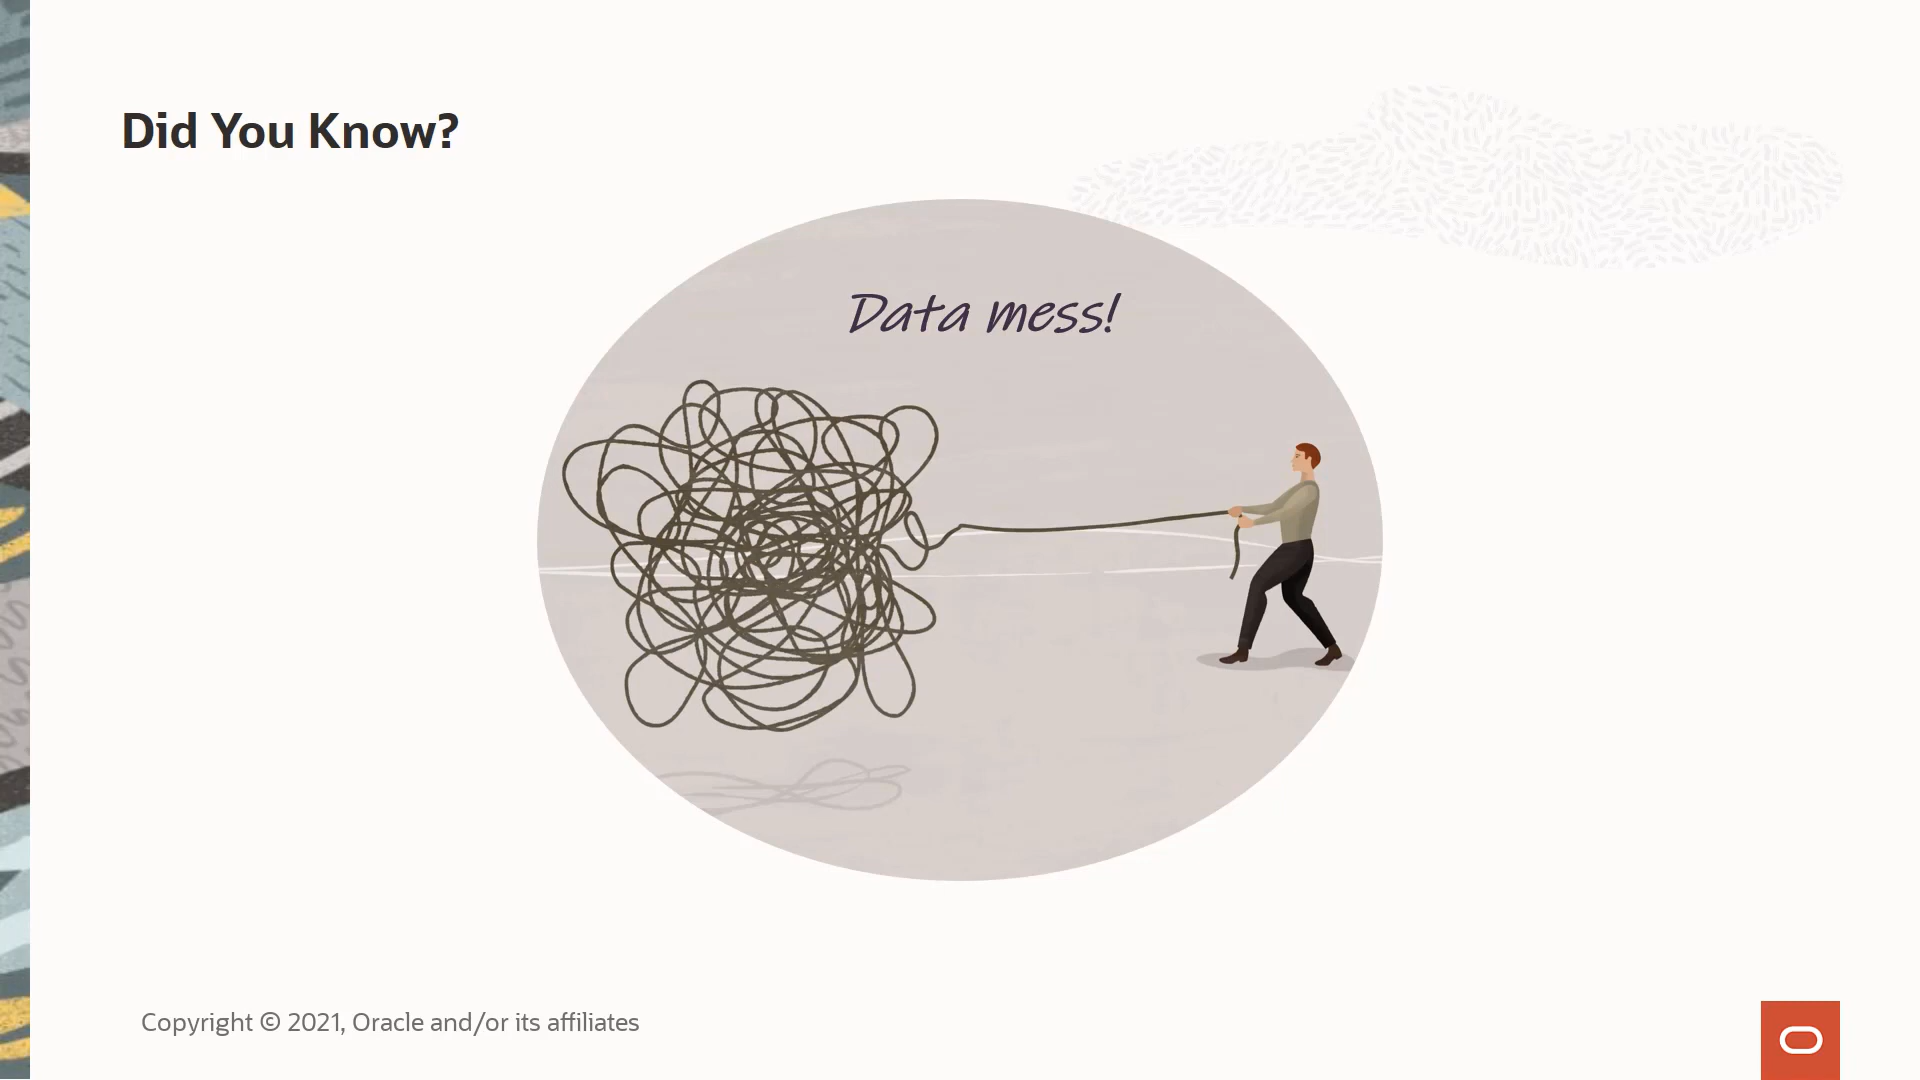 Did You Know?
Data mess!
Copyright © 2021, Oracle and/or its affiliates